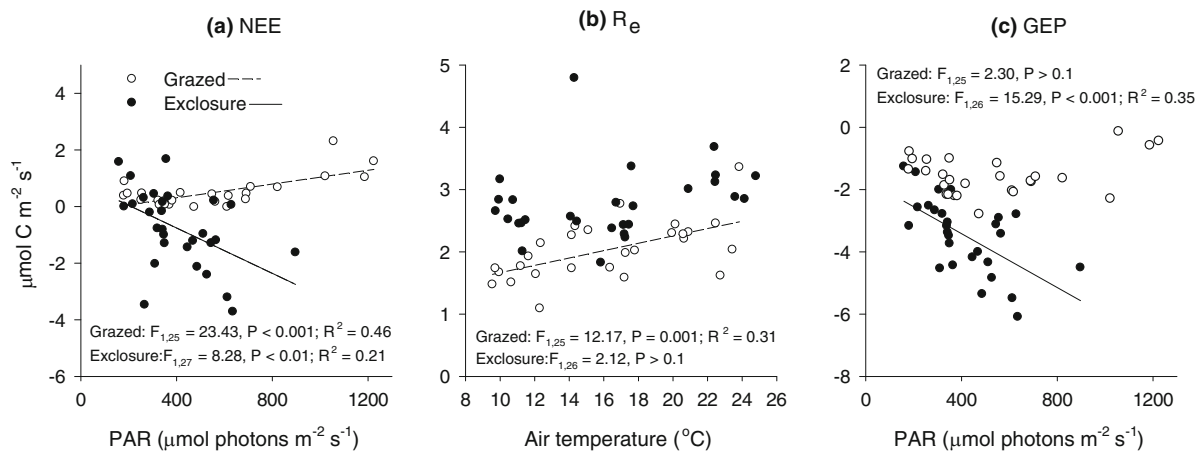 (a) NEE
(b) Re
(c) GEP
µmol C m-2 s-1
4
2
0
-2
-4
-6
Grazed
Exclosure
Grazed: F1,25 = 23.43, P < 0.001; R2 = 0.46
Exclosure:F1,27 = 8.28, P < 0.01; R2 = 0.21
0 400 800 1200
PAR (µmol photons m-2 s-1)
5
4
3
2
1
0
Grazed: F1,25 = 12.17, P = 0.001; R2 = 0.31
Exclosure:F1,26 = 2.12, P > 0.1
8 10 12 14 16 18 20 22 24 26
Air temperature (oC)
2
0
-2
-4
-6
-8
Grazed: F1,25 = 2.30, P > 0.1
Exclosure: F1,26 = 15.29, P < 0.001; R2 = 0.35
0 400 800 1200
PAR (µmol photons m-2 s-1)